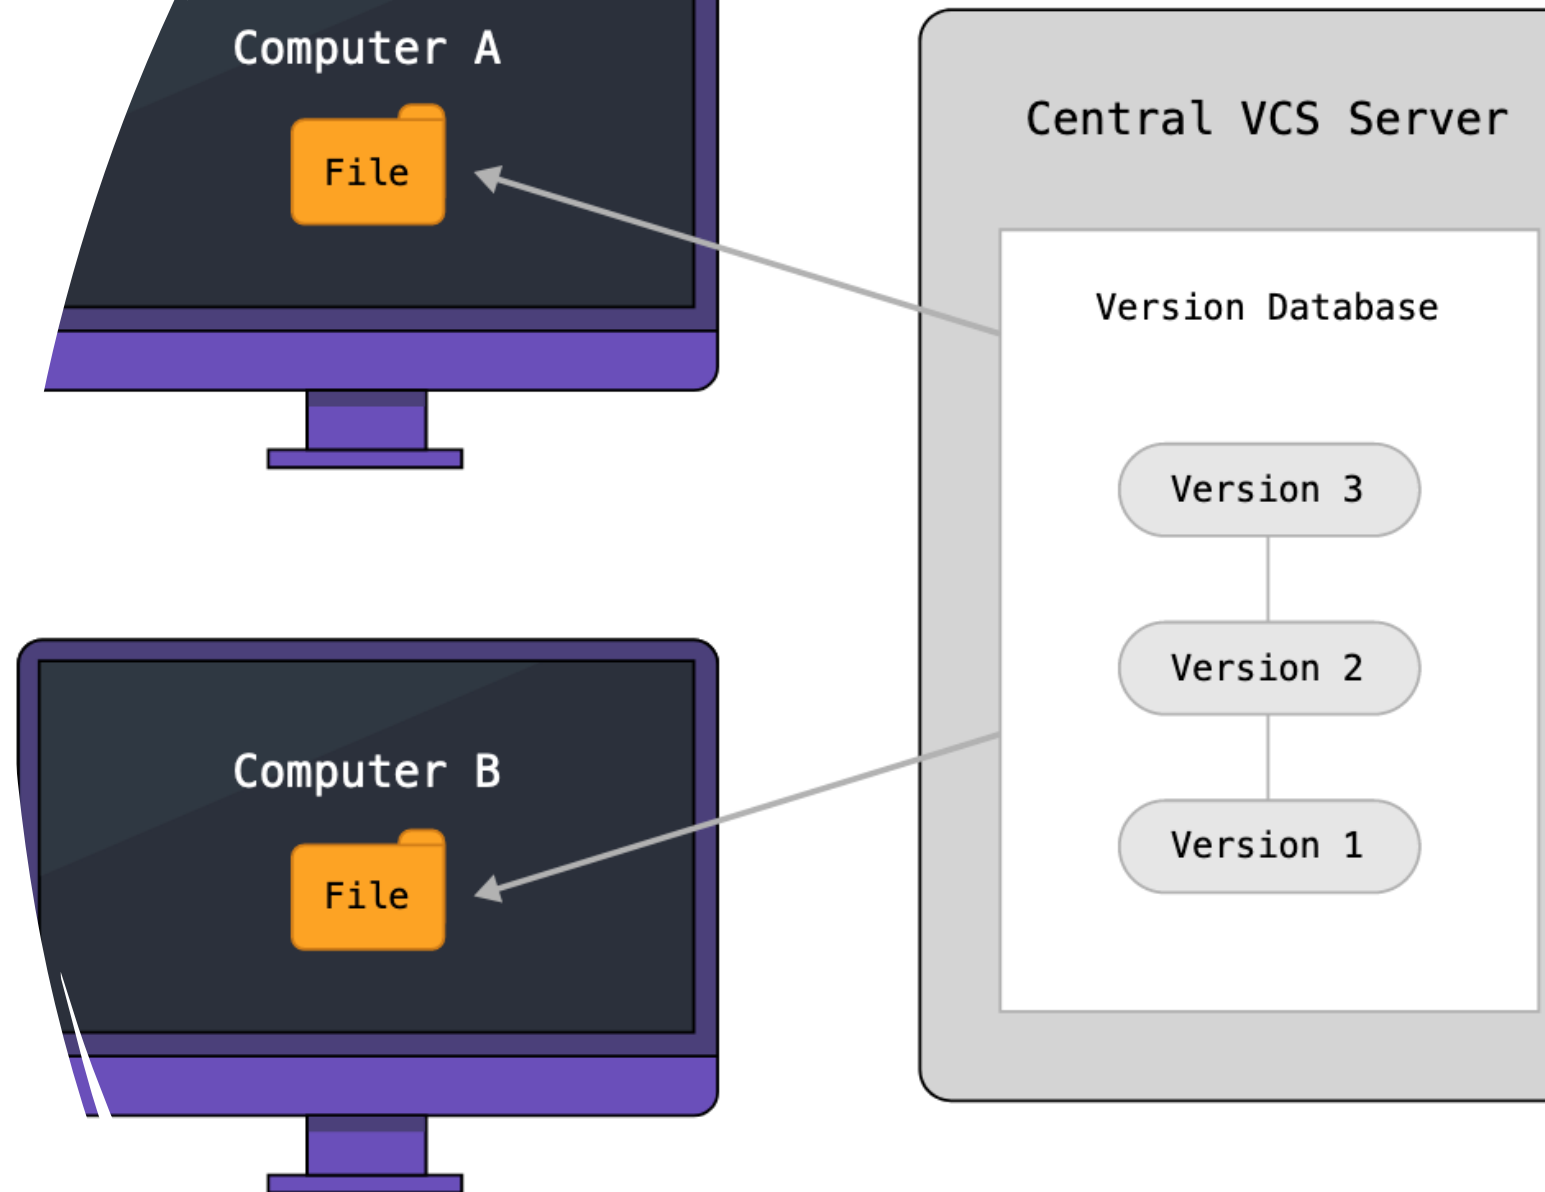 Computer A
File
Central VCS Server
Version Database
Version 3
Version 2
Version 1
Computer B
File